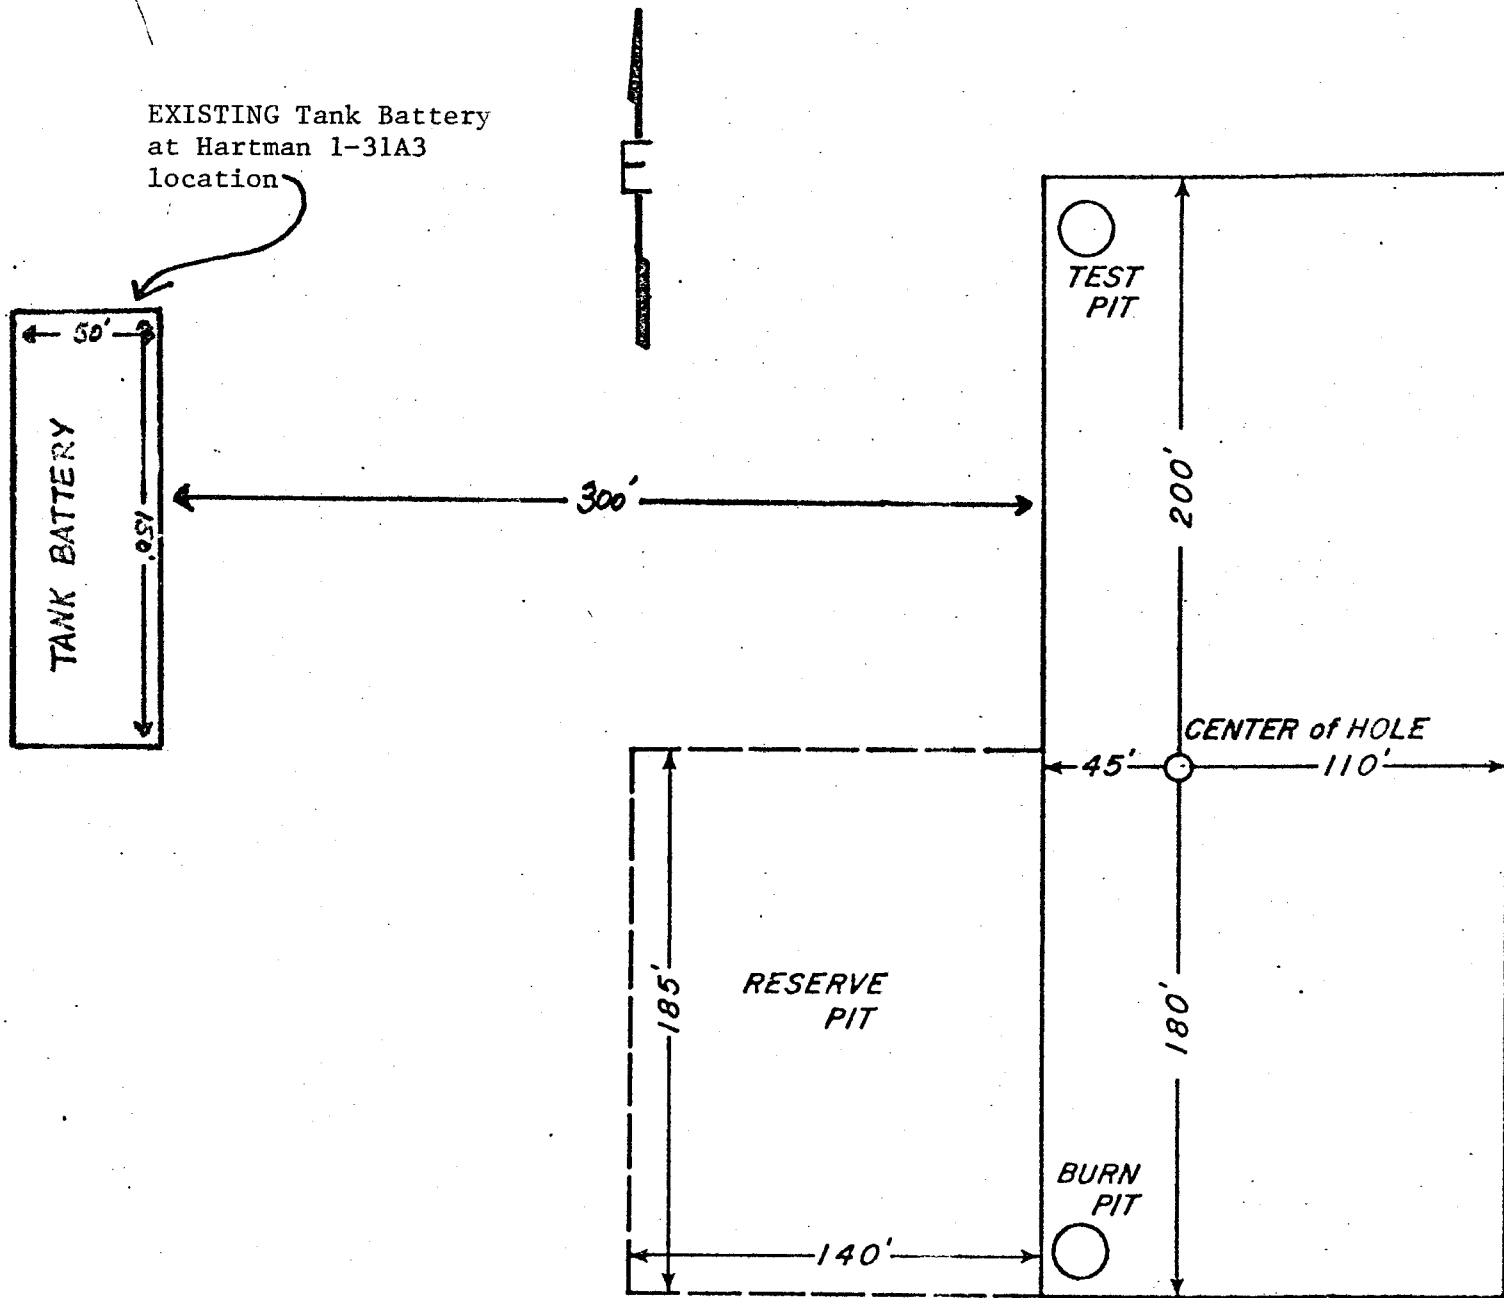 EXISTING Tank Battery
at Hartman 1-31A3
location
E
TEST
PIT
50'
TANK BATTERY
150'
300'
200'
CENTER of HOLE
45'
110'
185'
RESERVE
PIT
180'
BURN
PIT
140'